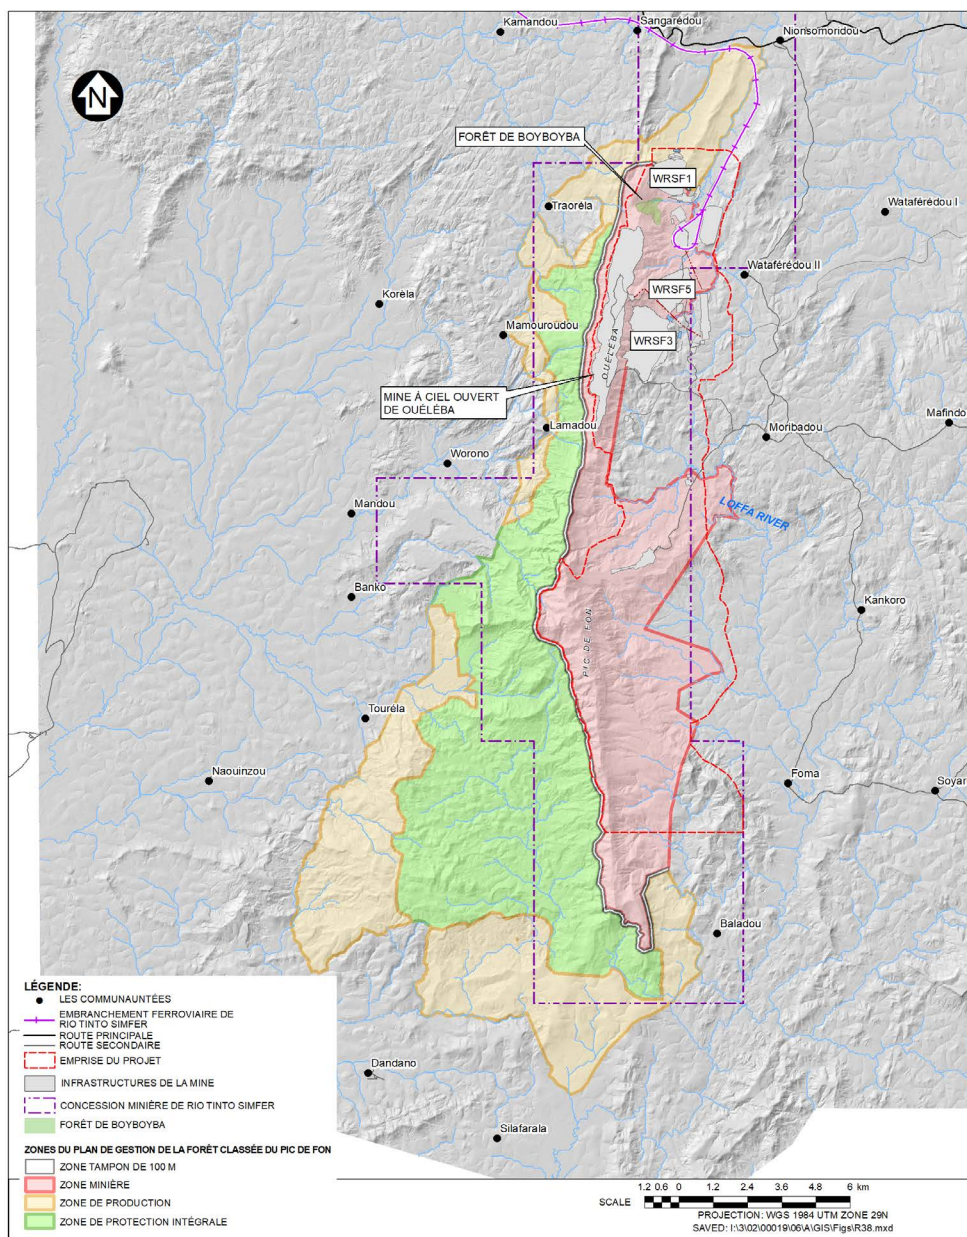 Kamandou
Sangarédou
Nionsomoridou
N
FORÊT DE BOYBOYBA
WRSF1
Traoréla
Wataférédou I
Wataférédou II
WRSF5
Korèla
Mamouroudou
WRSF3
OUÉLÉBA
MINE À CIEL OUVERT
DE OUÉLÉBA
Lamadou
Moribadou
Mafindo
Worono
Mandou
LOFFA RIVER
Banko
Kankoro
PIC DE FON
Touréla
Naouinzou
Foma
Soyar
Baladou
Dandano
Silafarala
LÉGENDE:
LES COMMUNAUNTÉES
EMBRANCHEMENT FERROVIAIRE DE
RIO TINTO SIMFER
ROUTE PRINCIPALE
ROUTE SECONDAIRE
EMPRISE DU PROJET
INFRASTRUCTURES DE LA MINE
CONCESSION MINIÈRE DE RIO TINTO SIMFER
FORÊT DE BOYBOYBA
ZONES DU PLAN DE GESTION DE LA FORÊT CLASSÉE DU PIC DE FON
ZONE TAMPON DE 100 M
ZONE MINIÈRE
ZONE DE PRODUCTION
ZONE DE PROTECTION INTÉGRALE
1.2 0.6 0 1.2 2.4 3.6 4.8 6 km
SCALE
PROJECTION: WGS 1984 UTM ZONE 29N
SAVED: I:\3\02\00019\06\A\GIS\Figs\R38.mxd